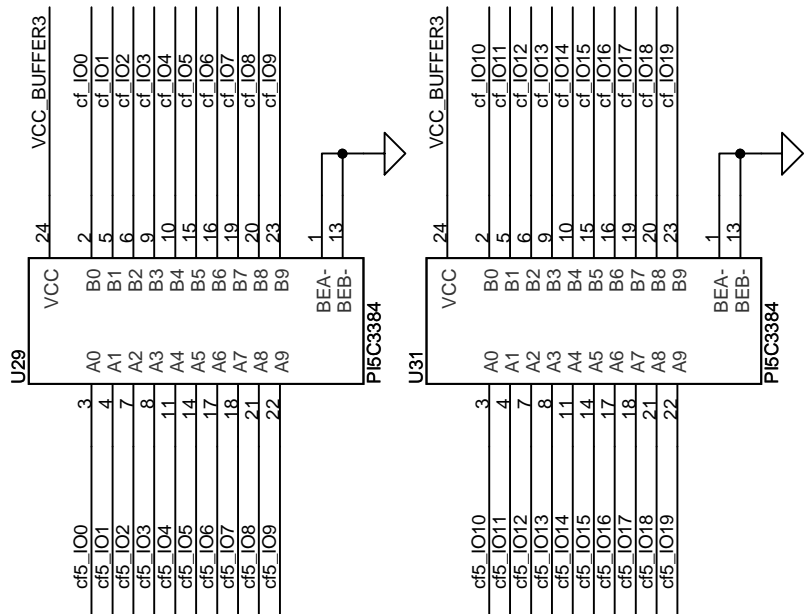 U29
PI5C3384
VCC 24 VCC_BUFFER3
cf5_IO0 3 A0 B0 2 cf_IO0
cf5_IO1 4 A1 B1 5 cf_IO1
cf5_IO2 7 A2 B2 6 cf_IO2
cf5_IO3 8 A3 B3 9 cf_IO3
cf5_IO4 11 A4 B4 10 cf_IO4
cf5_IO5 14 A5 B5 15 cf_IO5
cf5_IO6 17 A6 B6 16 cf_IO6
cf5_IO7 18 A7 B7 19 cf_IO7
cf5_IO8 21 A8 B8 20 cf_IO8
cf5_IO9 22 A9 B9 23 cf_IO9
BEA- 1
BEB- 13
U31
PI5C3384
VCC 24 VCC_BUFFER3
cf5_IO10 3 A0 B0 2 cf_IO10
cf5_IO11 4 A1 B1 5 cf_IO11
cf5_IO12 7 A2 B2 6 cf_IO12
cf5_IO13 8 A3 B3 9 cf_IO13
cf5_IO14 11 A4 B4 10 cf_IO14
cf5_IO15 14 A5 B5 15 cf_IO15
cf5_IO16 17 A6 B6 16 cf_IO16
cf5_IO17 18 A7 B7 19 cf_IO17
cf5_IO18 21 A8 B8 20 cf_IO18
cf5_IO19 22 A9 B9 23 cf_IO19
BEA- 1
BEB- 13